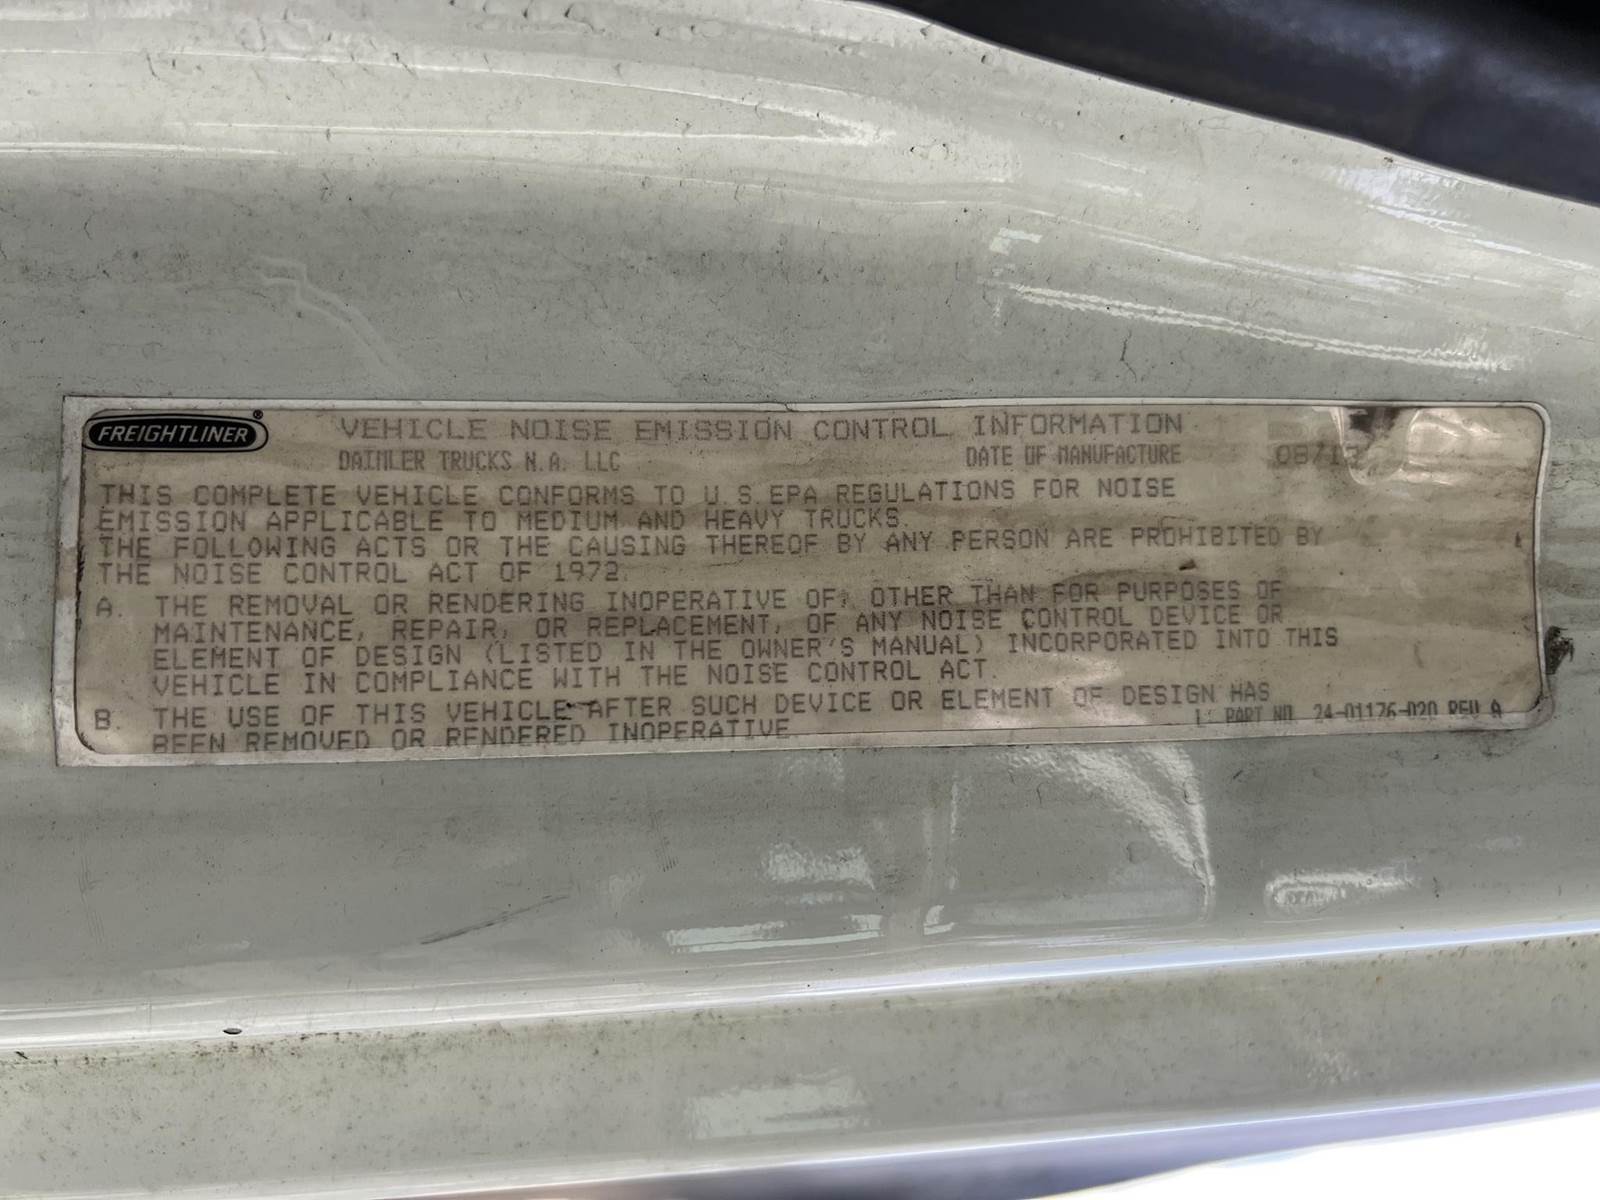 FREIGHTLINER®
VEHICLE NOISE EMISSION CONTROL INFORMATION
DAIMLER TRUCKS N.A. LLC DATE OF MANUFACTURE
THIS COMPLETE VEHICLE CONFORMS TO U.S.EPA REGULATIONS FOR NOISE
EMISSION APPLICABLE TO MEDIUM AND HEAVY TRUCKS.
THE FOLLOWING ACTS OR THE CAUSING THEREOF BY ANY PERSON ARE PROHIBITED BY
THE NOISE CONTROL ACT OF 1972.
A. THE REMOVAL OR RENDERING INOPERATIVE OF, OTHER THAN FOR PURPOSES OF
MAINTENANCE, REPAIR, OR REPLACEMENT, OF ANY NOISE CONTROL DEVICE OR
ELEMENT OF DESIGN (LISTED IN THE OWNER'S MANUAL) INCORPORATED INTO THIS
VEHICLE IN COMPLIANCE WITH THE NOISE CONTROL ACT.
B. THE USE OF THIS VEHICLE AFTER SUCH DEVICE OR ELEMENT OF DESIGN HAS
BEEN REMOVED OR RENDERED INOPERATIVE
PART NO. 24-01176-020 REV A